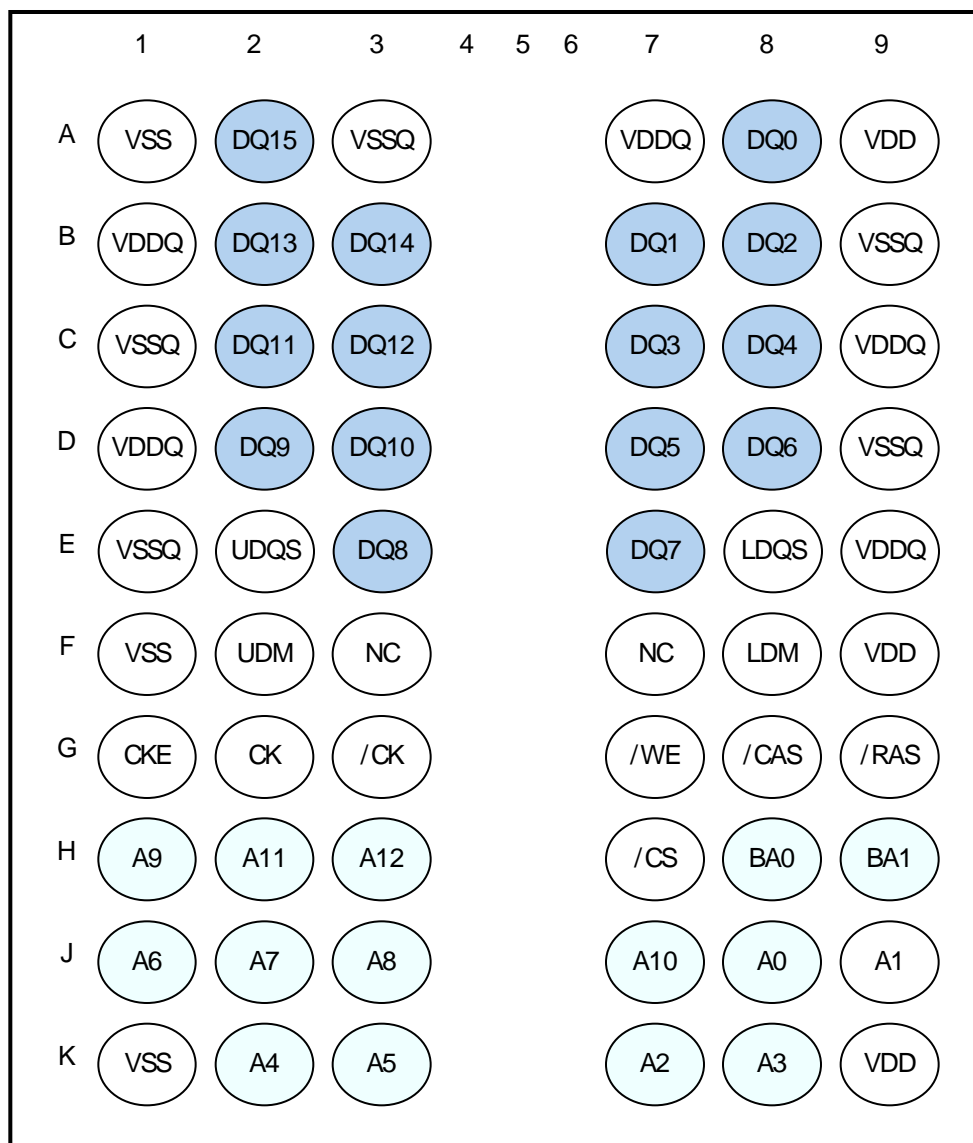 1 2 3 4 5 6 7 8 9
A VSS DQ15 VSSQ VDDQ DQ0 VDD
B VDDQ DQ13 DQ14 DQ1 DQ2 VSSQ
C VSSQ DQ11 DQ12 DQ3 DQ4 VDDQ
D VDDQ DQ9 DQ10 DQ5 DQ6 VSSQ
E VSSQ UDQS DQ8 DQ7 LDQS VDDQ
F VSS UDM NC NC LDM VDD
G CKE CK /CK /WE /CAS /RAS
H A9 A11 A12 /CS BA0 BA1
J A6 A7 A8 A10 A0 A1
K VSS A4 A5 A2 A3 VDD